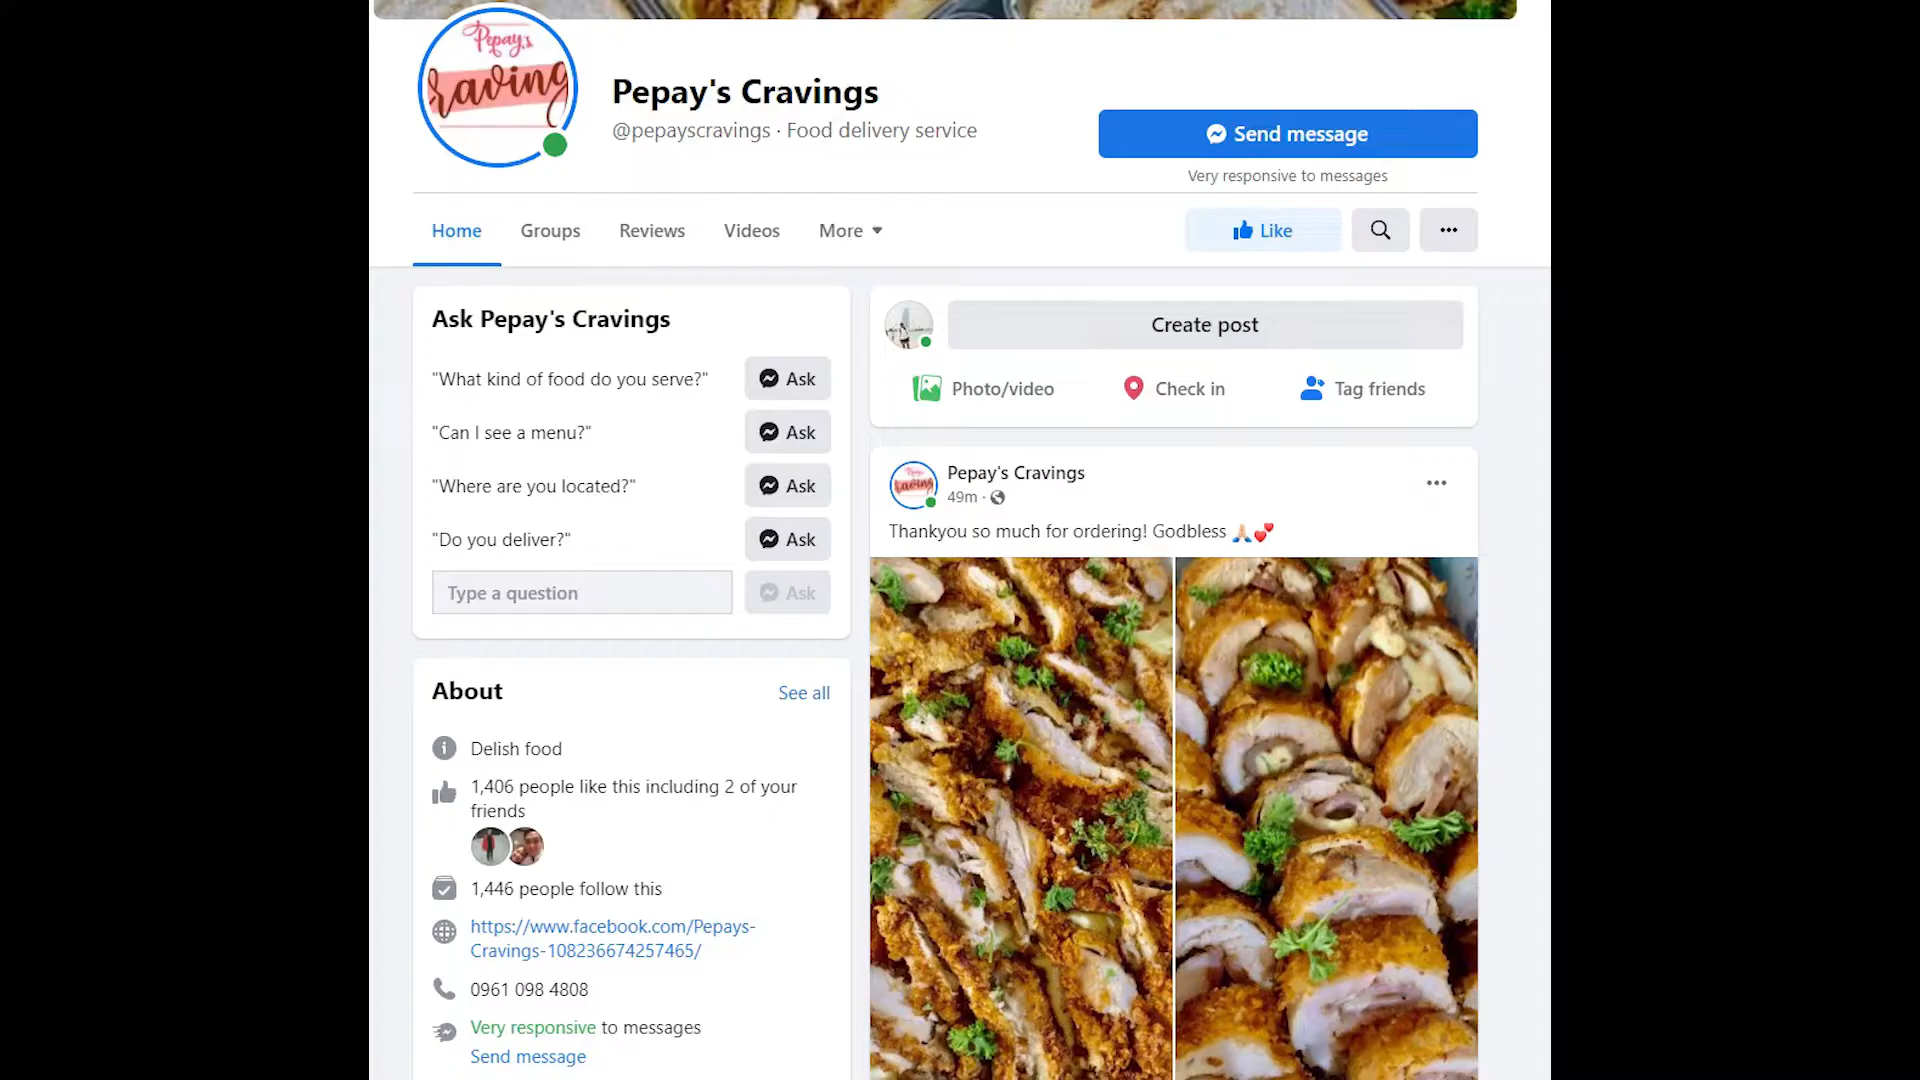 Pepay's
raving
Pepay's Cravings
@pepayscravings · Food delivery service
Send message
Very responsive to messages
Home
Groups
Reviews
Videos
More
Like
Ask Pepay's Cravings
"What kind of food do you serve?"
Ask
"Can I see a menu?"
Ask
"Where are you located?"
Ask
"Do you deliver?"
Ask
Type a question
Ask
About
See all
Delish food
1,406 people like this including 2 of your
friends
1,446 people follow this
https://www.facebook.com/Pepays-
Cravings-108236674257465/
0961 098 4808
Very responsive to messages
Send message
Create post
Photo/video
Check in
Tag friends
Pepay's
raving
Pepay's Cravings
49m ·
Thankyou so much for ordering! Godbless 🙏🏻💕